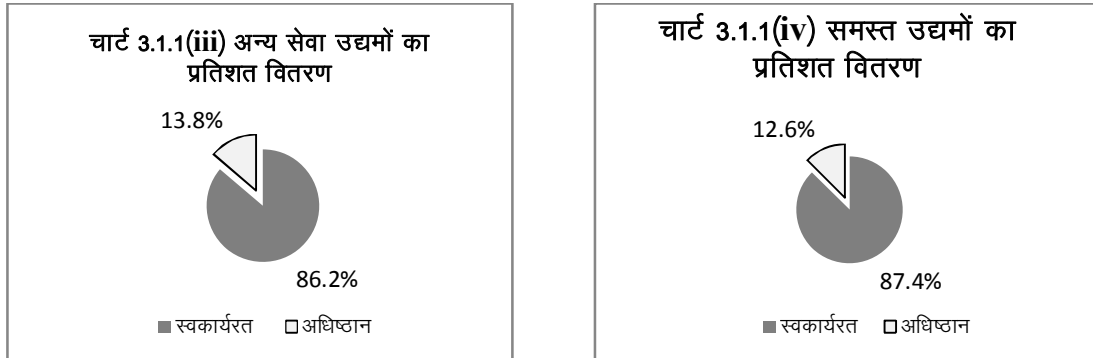 चार्ट 3.1.1(iii) अन्य सेवा उद्यमों का
प्रतिशत वितरण
13.8%
86.2%
स्वकार्यरत अधिष्ठान
चार्ट 3.1.1(iv) समस्त उद्यमों का
प्रतिशत वितरण
12.6%
87.4%
स्वकार्यरत अधिष्ठान